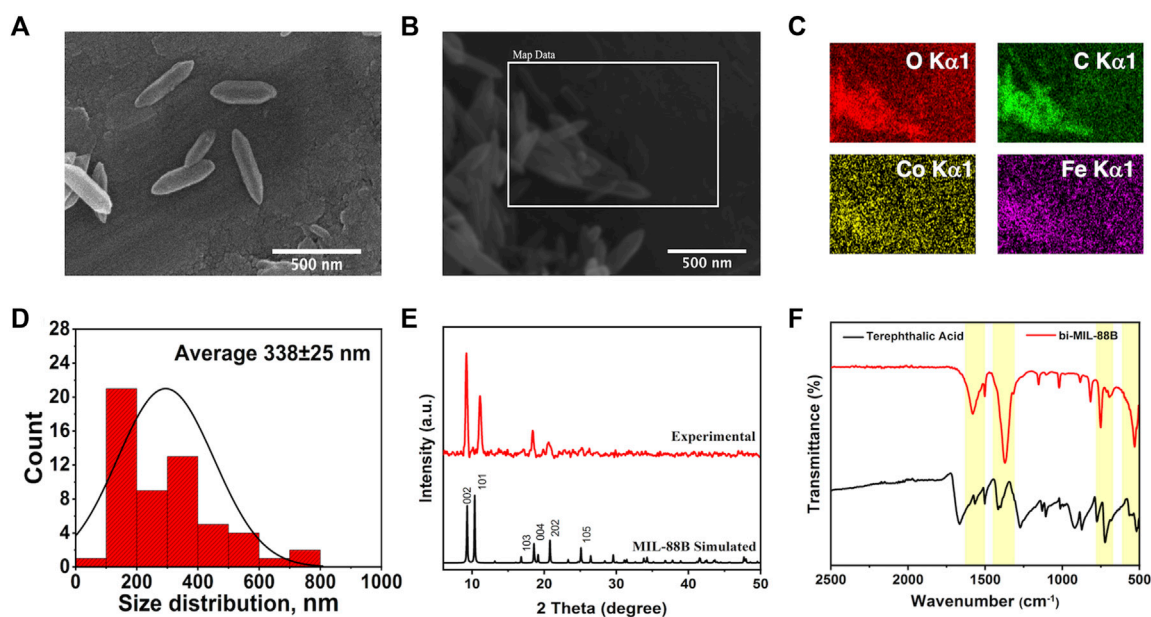 A
500 nm
B
Map Data
500 nm
C
O Kα1
C Kα1
Co Kα1
Fe Kα1
D
Average 338±25 nm
28
24
20
16
12
8
4
0
Count
0 200 400 600 800 1000
Size distribution, nm
E
Intensity (a.u.)
Experimental
002
101
103
004
202
105
MIL-88B Simulated
10 20 30 40 50
2 Theta (degree)
F
Terephthalic Acid
bi-MIL-88B
Transmittance (%)
2500 2000 1500 1000 500
Wavenumber (cm⁻¹)